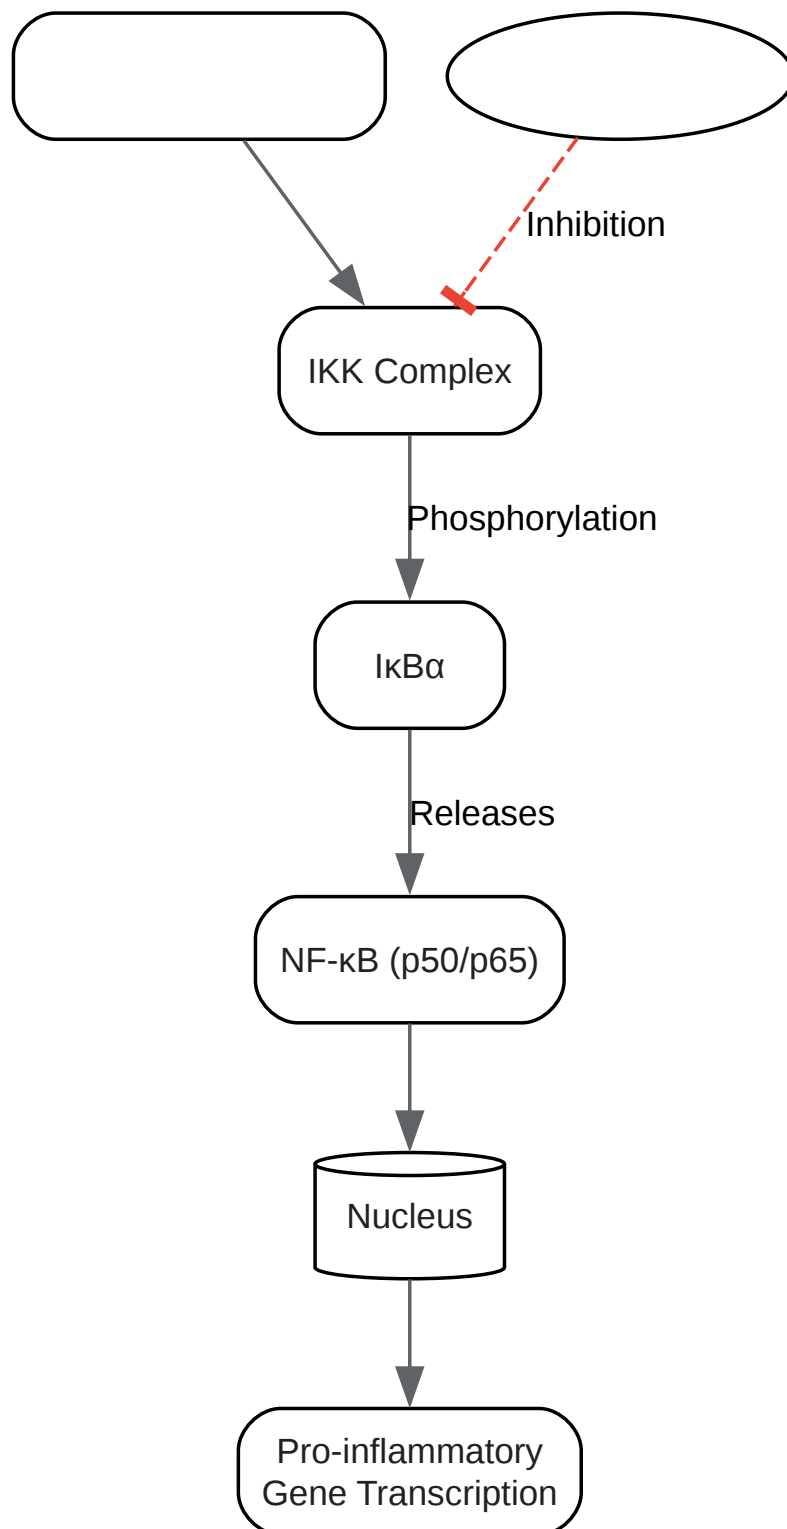 Inhibition
IKK Complex
Phosphorylation
IκBα
Releases
NF-κB (p50/p65)
Nucleus
Pro-inflammatory
Gene Transcription